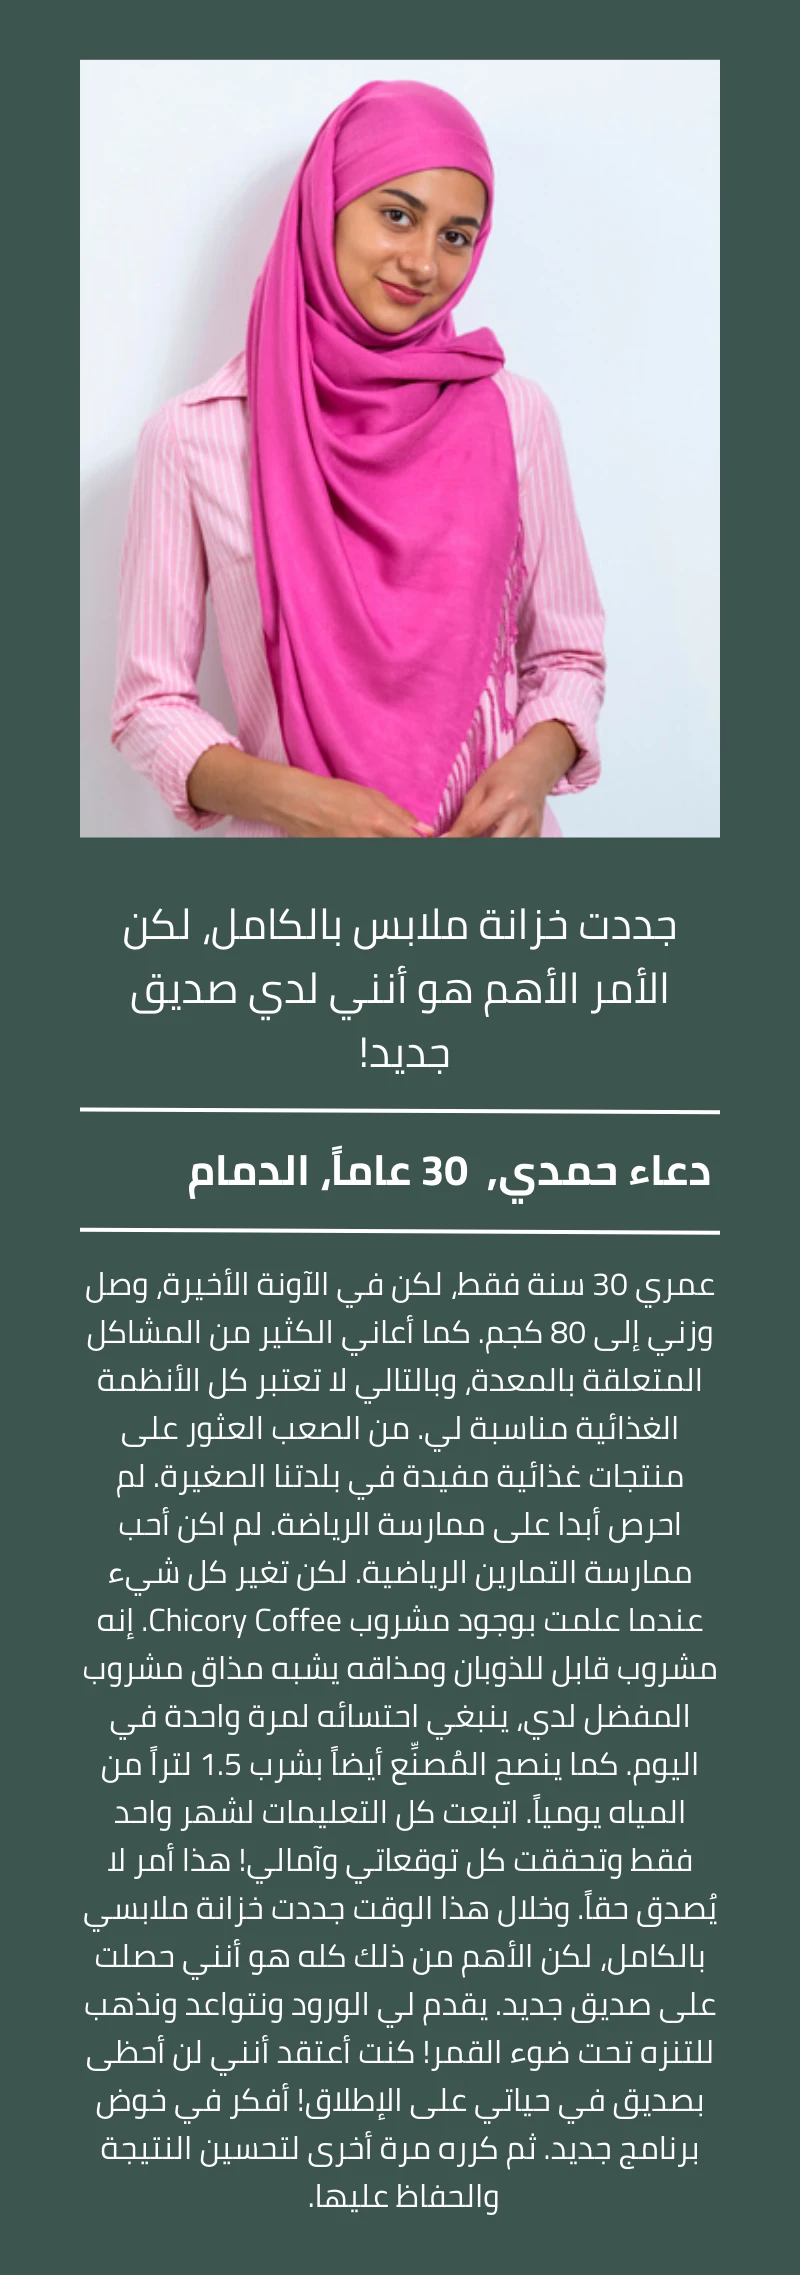 جددت خزانة ملابس بالكامل، لكن
الأمر الأهم هو أنني لدي صديق
جديد!
دعاء حمدي, 30 عاماً، الدمام
عمري 30 سنة فقط، لكن في الآونة الأخيرة، وصل
وزني إلى 80 كجم. كما أعاني الكثير من المشاكل
المتعلقة بالمعدة، وبالتالي لا تعتبر كل الأنظمة
الغذائية مناسبة لي. من الصعب العثور على
منتجات غذائية مفيدة في بلدتنا الصغيرة. لم
احرص أبدا على ممارسة الرياضة. لم اكن أحب
ممارسة التمارين الرياضية. لكن تغير كل شيء
عندما علمت بوجود مشروب Chicory Coffee. إنه
مشروب قابل للذوبان ومذاقه يشبه مذاق مشروب
المفضل لدي، ينبغي احتسائه لمرة واحدة في
اليوم. كما ينصح المُصنِّع أيضاً بشرب 1.5 لتراً من
المياه يومياً. اتبعت كل التعليمات لشهر واحد
فقط وتحققت كل توقعاتي وآمالي! هذا أمر لا
يُصدق حقاً. وخلال هذا الوقت جددت خزانة ملابسي
بالكامل، لكن الأهم من ذلك كله هو أنني حصلت
على صديق جديد. يقدم لي الورود ونتواعد ونذهب
للتنزه تحت ضوء القمر! كنت أعتقد أنني لن أحظى
بصديق في حياتي على الإطلاق! أفكر في خوض
برنامج جديد. ثم كرره مرة أخرى لتحسين النتيجة
والحفاظ عليها.